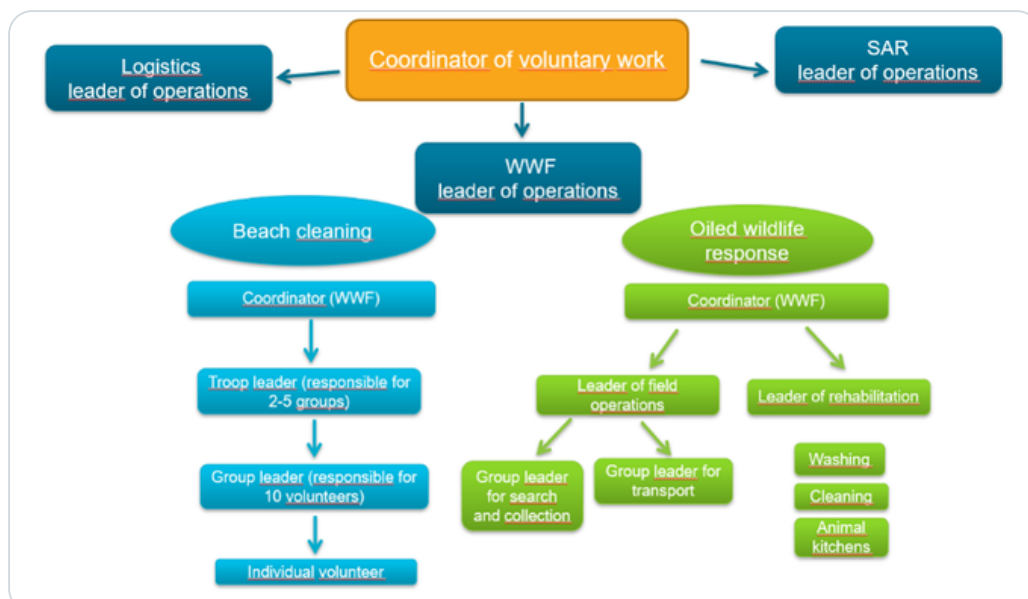 Coordinator of voluntary work
Logistics
leader of operations
SAR
leader of operations
WWF
leader of operations
Beach cleaning
Oiled wildlife
response
Coordinator (WWF)
Coordinator (WWF)
Troop leader (responsible for
2-5 groups)
Leader of field
operations
Leader of rehabilitation
Group leader (responsible for
10 volunteers)
Group leader
for search
and collection
Group leader for
transport
Washing
Cleaning
Animal
kitchens
Individual volunteer